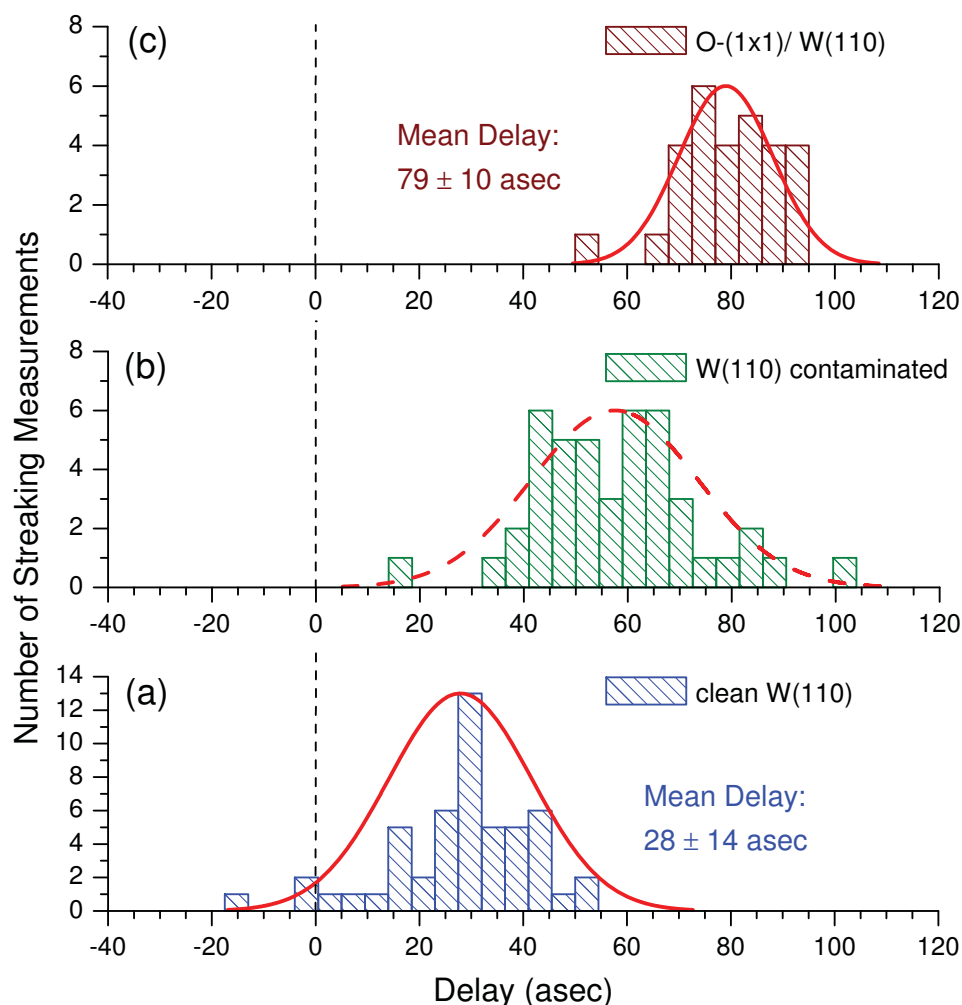 Number of Streaking Measurements
(c)
O-(1x1)/ W(110)
Mean Delay:
79 ± 10 asec
8
6
4
2
0
-40 -20 0 20 40 60 80 100 120
(b)
W(110) contaminated
8
6
4
2
0
-40 -20 0 20 40 60 80 100 120
(a)
clean W(110)
Mean Delay:
28 ± 14 asec
14
12
10
8
6
4
2
0
-40 -20 0 20 40 60 80 100 120
Delay (asec)